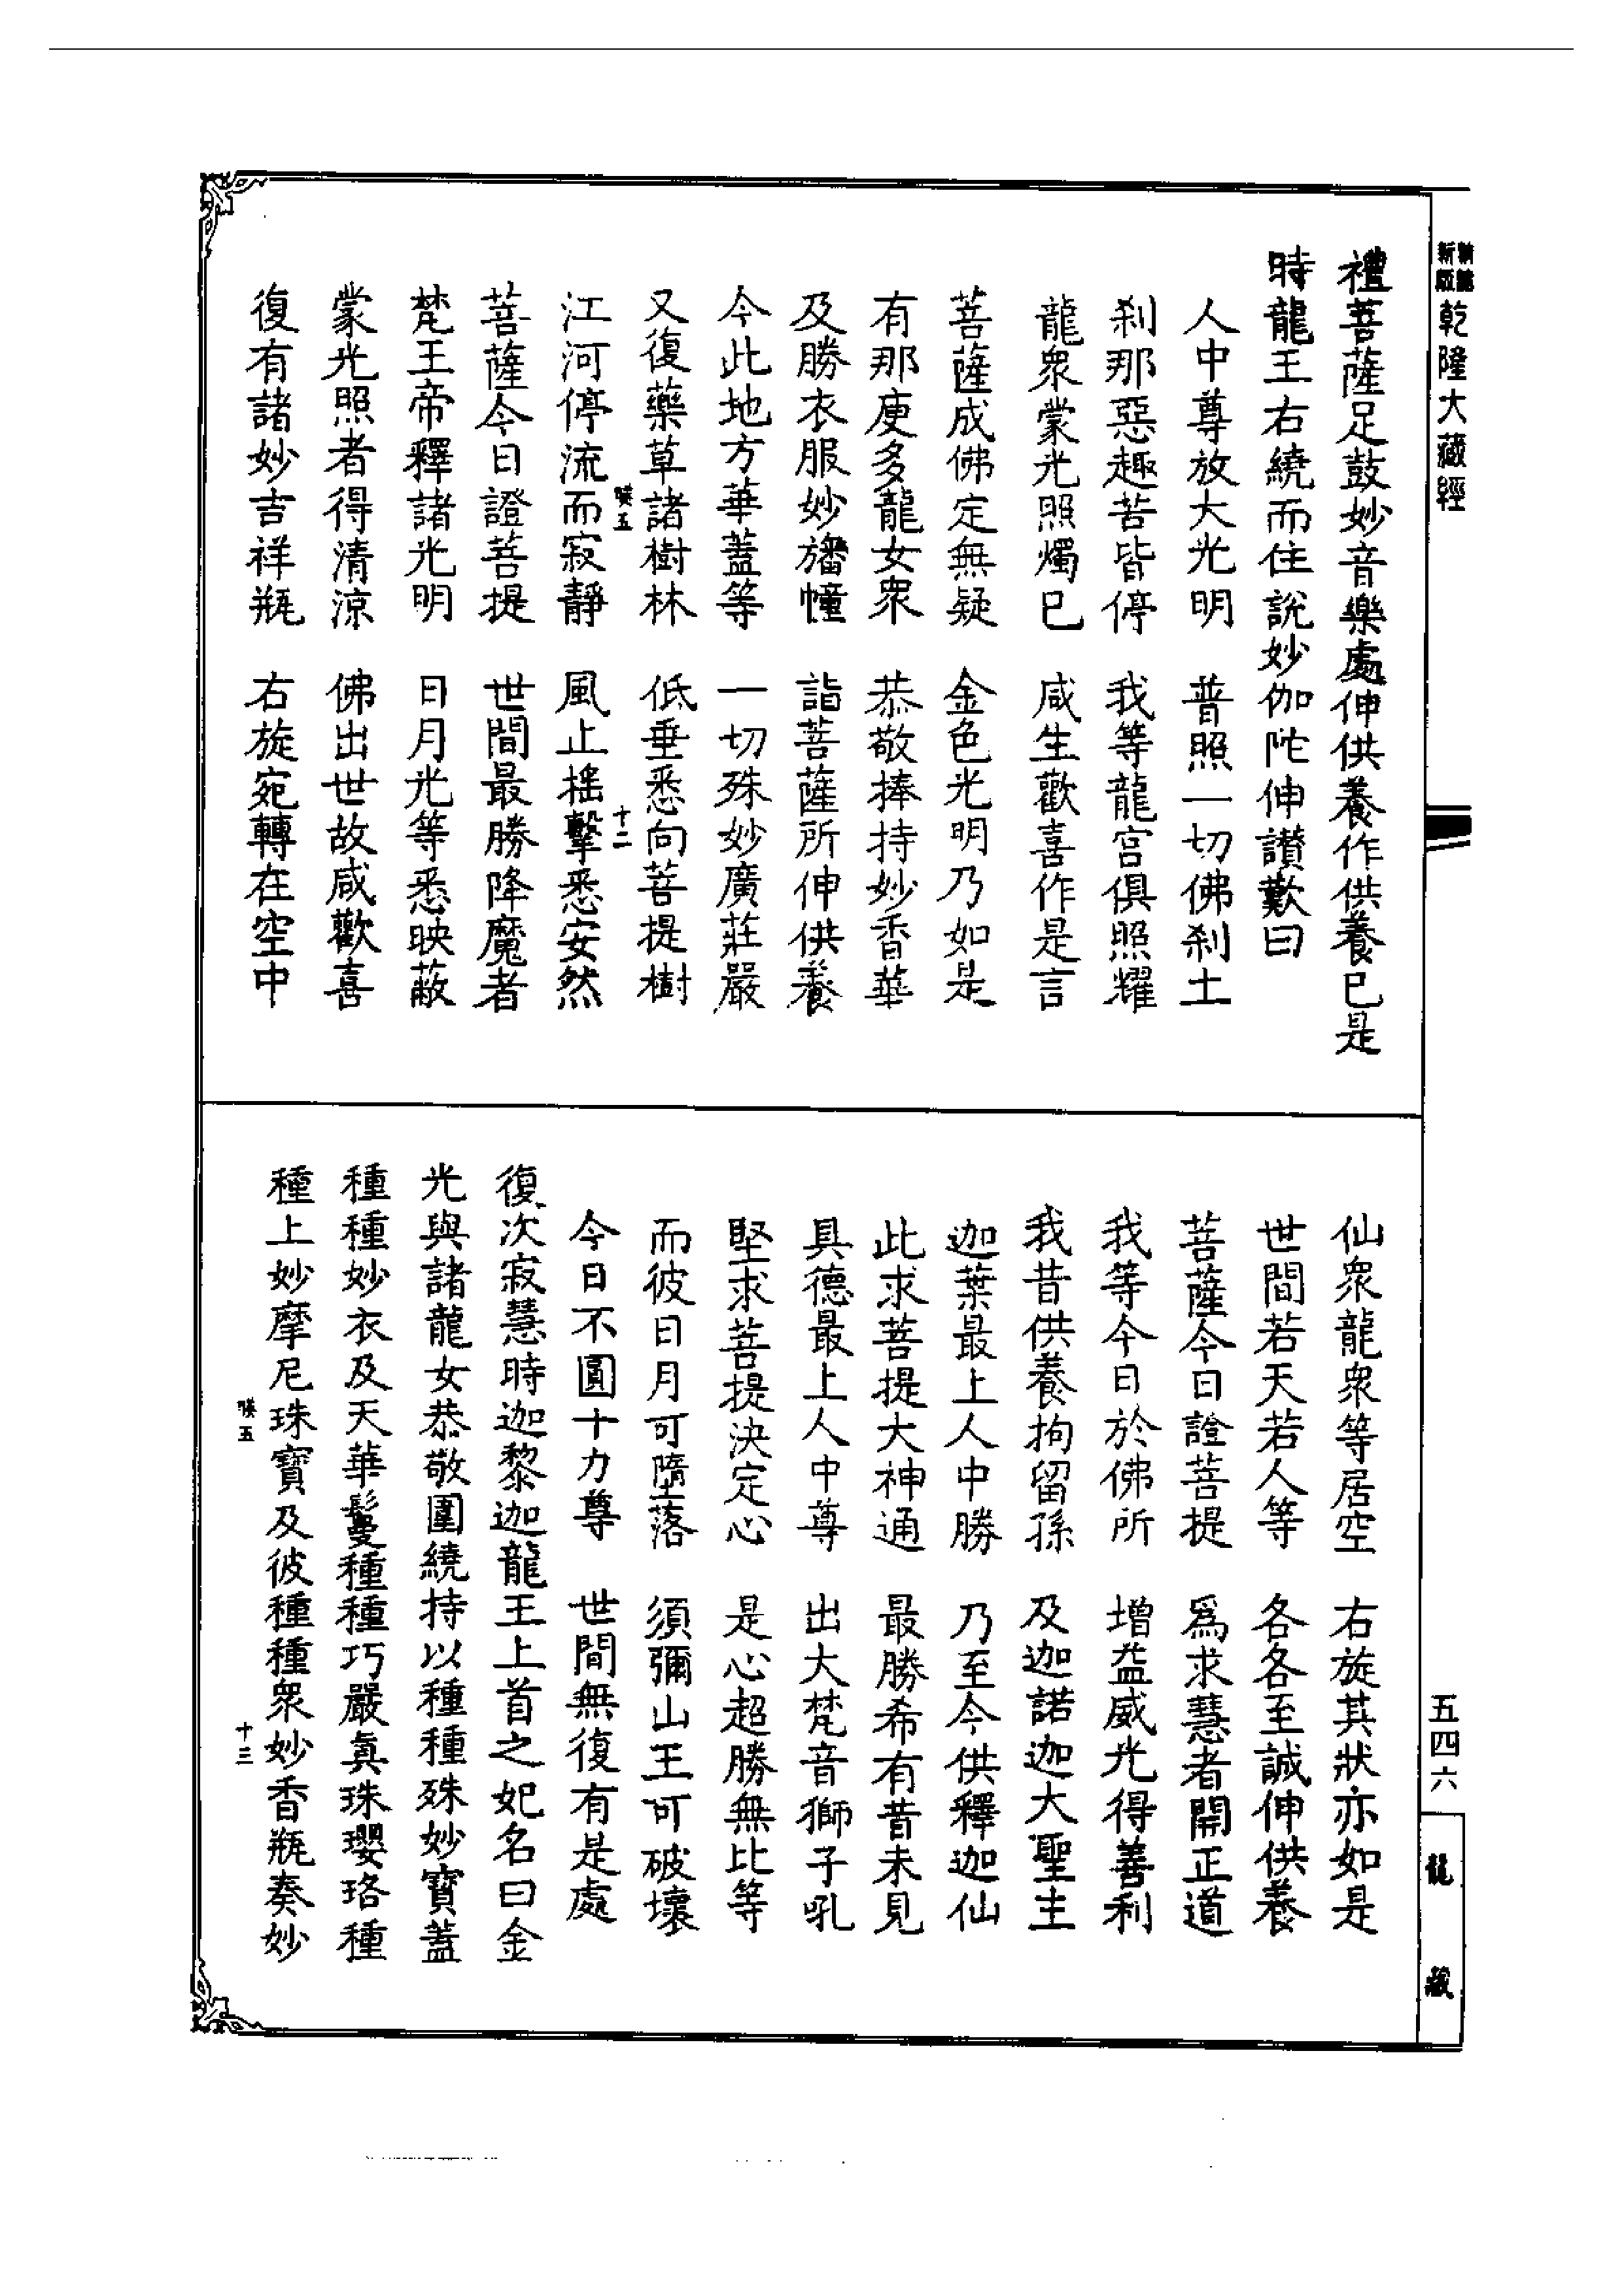 新編
新版
乾隆大藏經
禮菩薩足鼓妙音樂處伸供養作供養已是
時龍王右繞而住說妙伽陀伸讃歎曰
人中尊放大光明　普照一切佛刹土
刹那惡趣苦皆停　我等龍宮俱照耀
龍衆蒙光照燭已　咸生歡喜作是言
菩薩成佛定無疑　金色光明乃如是
有那庾多龍女衆　恭敬捧持妙香華
及勝衣服妙旛幢　詣菩薩所伸供養
今此地方華蓋等　一切殊妙廣莊嚴
又復藥草諸樹林　低垂悉向菩提樹
五　十二
江河停流而寂靜　風止搖擊悉安然
菩薩今日證菩提　世間最勝降魔者
梵王帝釋諸光明　日月光等悉映蔽
蒙光照者得清涼　佛出世故咸歡喜
復有諸妙吉祥瓶　右旋宛轉在空中
仙衆龍衆等居空　右旋其狀亦如是
世間若天若人等　各各至誠伸供養
菩薩今日證菩提　爲求慧者開正道
我等今日於佛所　增益威光得善利
我昔供養拘留孫　及迦諾迦大聖主
迦葉最上人中勝　乃至今供釋迦仙
此求菩提大神通　最勝希有昔未見
具德最上人中尊　出大梵音獅子吼
堅求菩提決定心　是心超勝無比等
而彼日月可墮落　須彌山王可破壞
今日不圓十力尊　世間無復有是處
復次寂慧時迦黎迦龍王上首之妃名曰金
光與諸龍女恭敬圍繞持以種種殊妙寶蓋
種種妙衣及天華鬘種種巧嚴眞珠瓔珞種
種上妙摩尼珠寶及彼種種衆妙香瓶奏妙
五　十三
五四六
龍藏